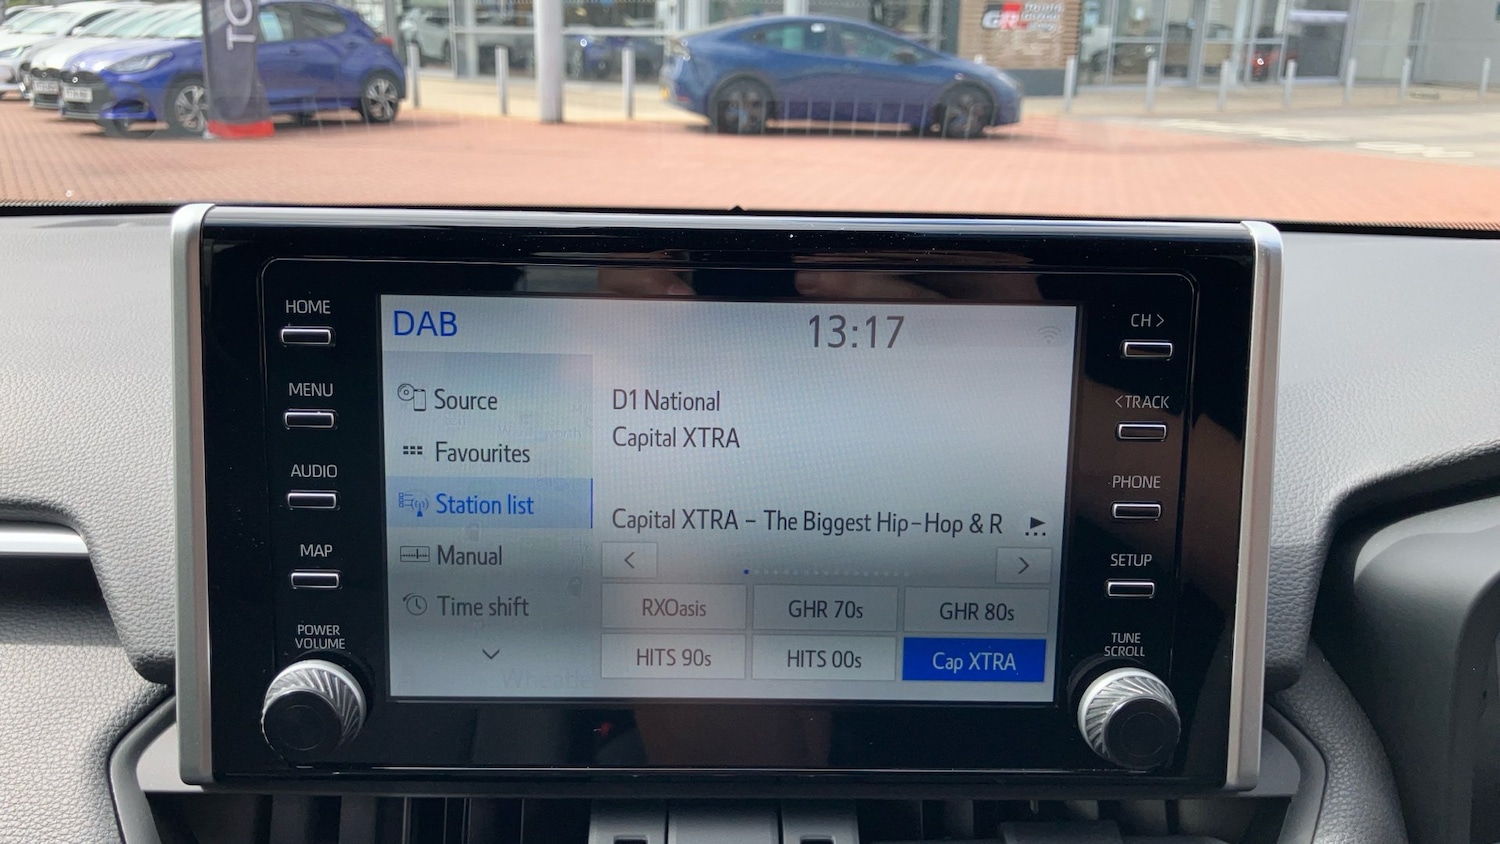 TO
GR
HOME
MENU
AUDIO
MAP
POWER
VOLUME
DAB
13:17
Source
Favourites
Station list
Manual
Time shift
D1 National
Capital XTRA
Capital XTRA – The Biggest Hip-Hop & R
RXOasis
GHR 70s
GHR 80s
HITS 90s
HITS 00s
Cap XTRA
CH >
< TRACK
PHONE
SETUP
TUNE
SCROLL